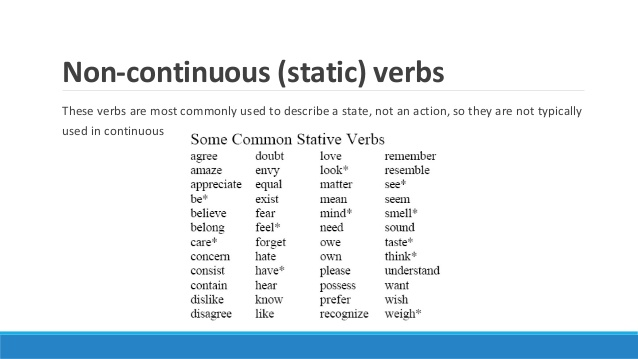 Non-continuous (static) verbs
These verbs are most commonly used to describe a state, not an action, so they are not typically
used in continuous
Some Common Stative Verbs
agree doubt love remember
amaze envy look* resemble
appreciate equal matter see*
be* exist mean seem
believe fear mind* smell*
belong feel* need sound
care* forget owe taste*
concern hate own think*
consist have* please understand
contain hear possess want
dislike know prefer wish
disagree like recognize weigh*